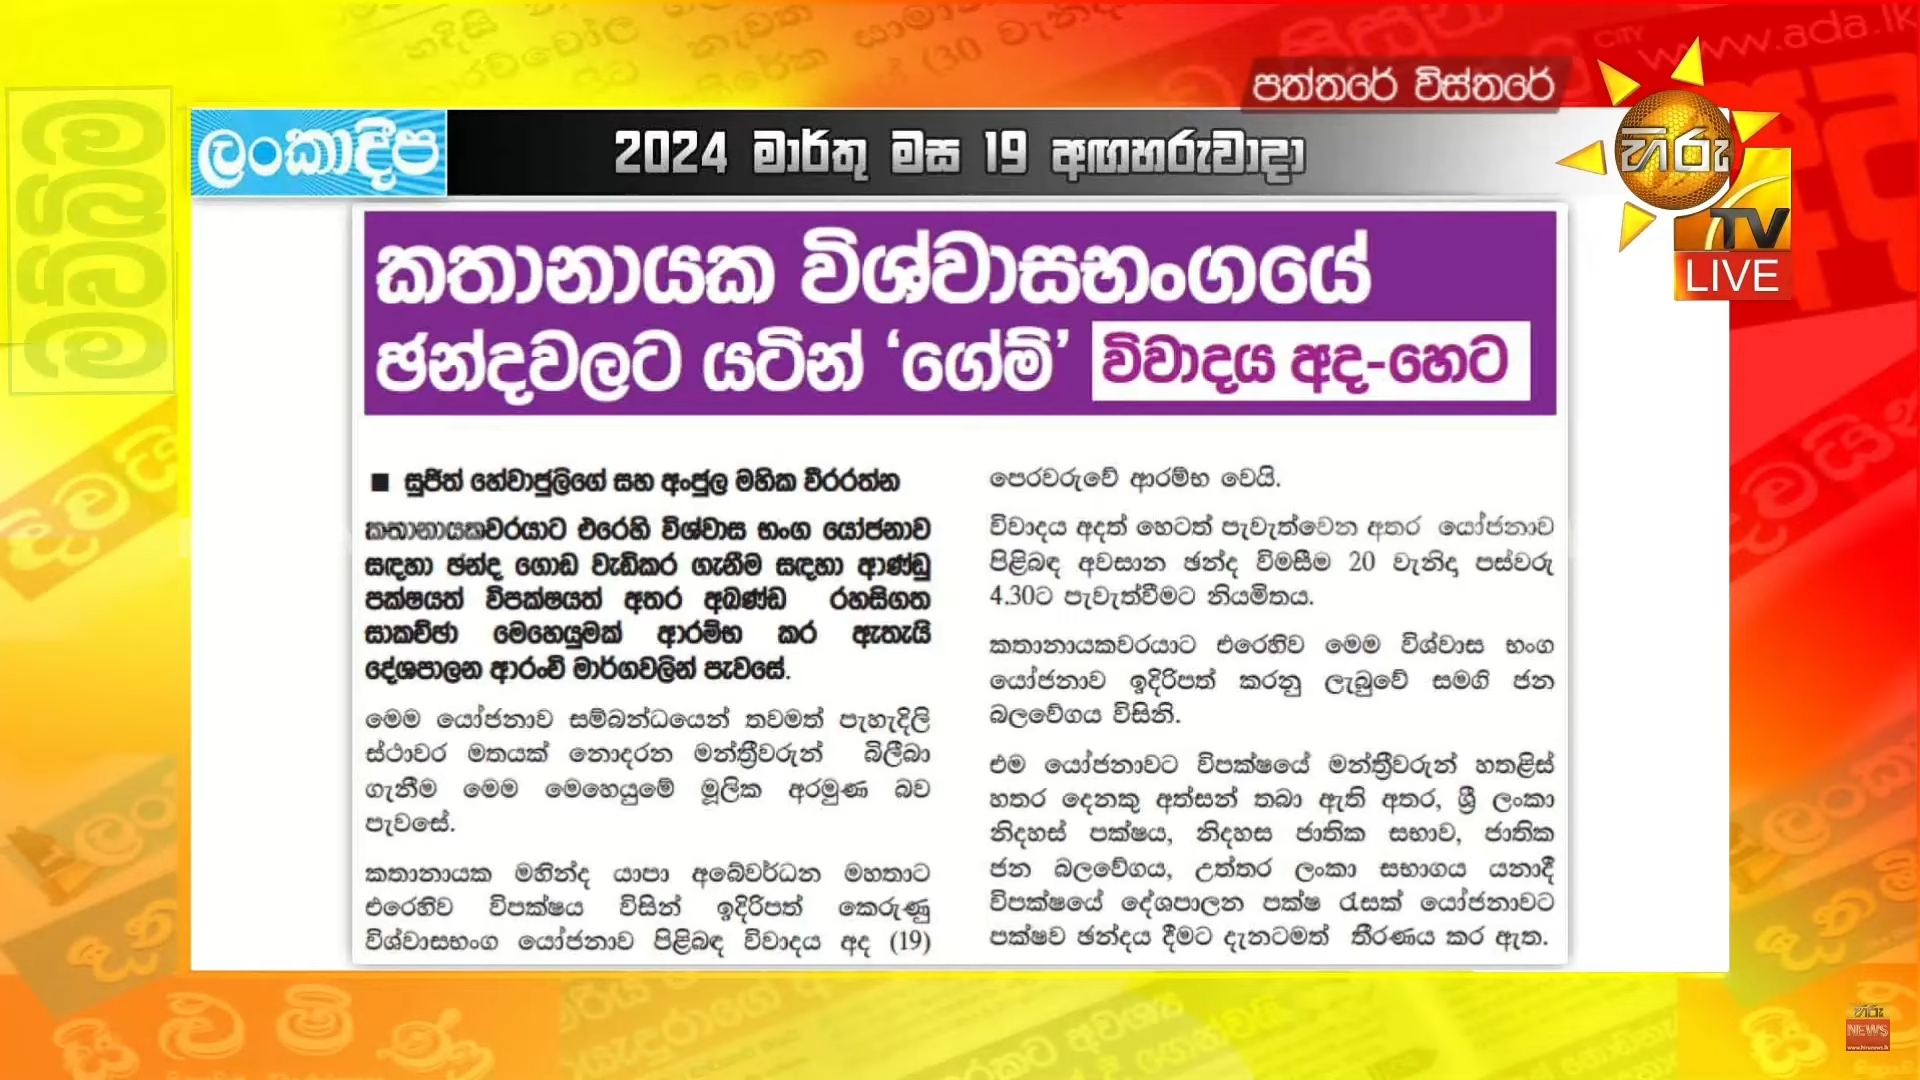 පත්තරේ විස්තරේ
www.ada.lk
හිරු
TV
LIVE
ලංකාදීප
2024 මාර්තු මස 19 අඟහරුවාදා
කතානායක විශ්වාසභංගයේ
ඡන්දවලට යටින් ‘ගේම්’ විවාදය අද-හෙට
■ සුජිත් හේවාජුලිගේ සහ අංජුල මහික වීරරත්න
කතානායකවරයාට එරෙහි විශ්වාස භංග යෝජනාව
සඳහා ඡන්ද ගොඩ වැඩිකර ගැනීම සඳහා ආණ්ඩු
පක්ෂයත් විපක්ෂයත් අතර අඛණ්ඩ රහසිගත
සාකච්ඡා මෙහෙයුමක් ආරම්භ කර ඇතැයි
දේශපාලන ආරංචි මාර්ගවලින් පැවසේ.
මෙම යෝජනාව සම්බන්ධයෙන් තවමත් පැහැදිලි
ස්ථාවර මතයක් නොදරන මන්ත්‍රීවරුන් බිලීබා
ගැනීම මෙම මෙහෙයුමේ මූලික අරමුණ බව
පැවසේ.
කතානායක මහින්ද යාපා අබේවර්ධන මහතාට
එරෙහිව විපක්ෂය විසින් ඉදිරිපත් කෙරුණු
විශ්වාසභංග යෝජනාව පිළිබඳ විවාදය අද (19)
පෙරවරුවේ ආරම්භ වෙයි.
විවාදය අදත් හෙටත් පැවැත්වෙන අතර යෝජනාව
පිළිබඳ අවසාන ඡන්ද විමසීම 20 වැනිදා පස්වරු
4.30ට පැවැත්වීමට නියමිතය.
කතානායකවරයාට එරෙහිව මෙම විශ්වාස භංග
යෝජනාව ඉදිරිපත් කරනු ලැබුවේ සමගි ජන
බලවේගය විසිනි.
එම යෝජනාවට විපක්ෂයේ මන්ත්‍රීවරුන් හතළිස්
හතර දෙනකු අත්සන් තබා ඇති අතර, ශ්‍රී ලංකා
නිදහස් පක්ෂය, නිදහස ජාතික සභාව, ජාතික
ජන බලවේගය, උත්තර ලංකා සභාගය යනාදී
විපක්ෂයේ දේශපාලන පක්ෂ රැසක් යෝජනාවට
පක්ෂව ඡන්දය දීමට දැනටමත් තීරණය කර ඇත.
හිරු
NEWS
www.hirunews.lk